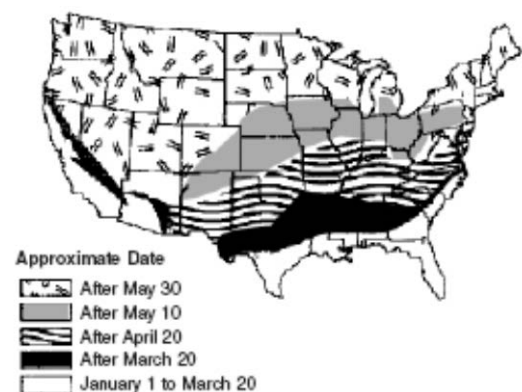 Approximate Date
After May 30
After May 10
After April 20
After March 20
January 1 to March 20